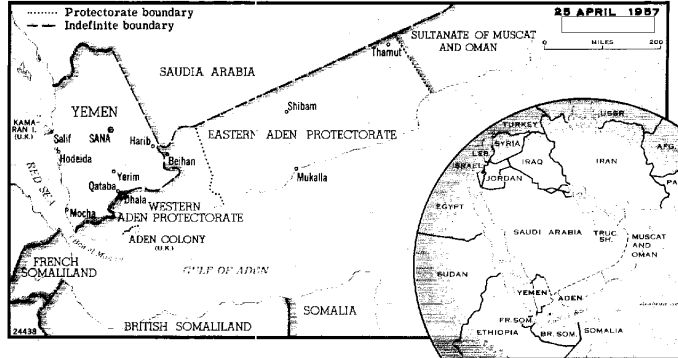 Protectorate boundary
Indefinite boundary
25 APRIL 1957
MILES
0 200
SULTANATE OF MUSCAT
AND OMAN
Thamut
SAUDIA ARABIA
YEMEN
KAMA-
RAN I.
(U.K.)
Salif
SANA
Harib
Shibam
EASTERN ADEN PROTECTORATE
Hodeida
Beihan
RED SEA
Yerim
Qataba
Dhala
Mukalla
Mocha
WESTERN
ADEN PROTECTORATE
ADEN COLONY
(U.K.)
FRENCH
SOMALILAND
GULF OF ADEN
SOMALIA
BRITISH SOMALILAND
24438
USSR
TURKEY
SYRIA
LEB.
ISRAEL
IRAQ
IRAN
AFG.
JORDAN
PA
EGYPT
SAUDI ARABIA
TRUC.
SH.
MUSCAT
AND
OMAN
SUDAN
YEMEN
ADEN
FR. SOM.
ETHIOPIA
BR. SOM.
SOMALIA